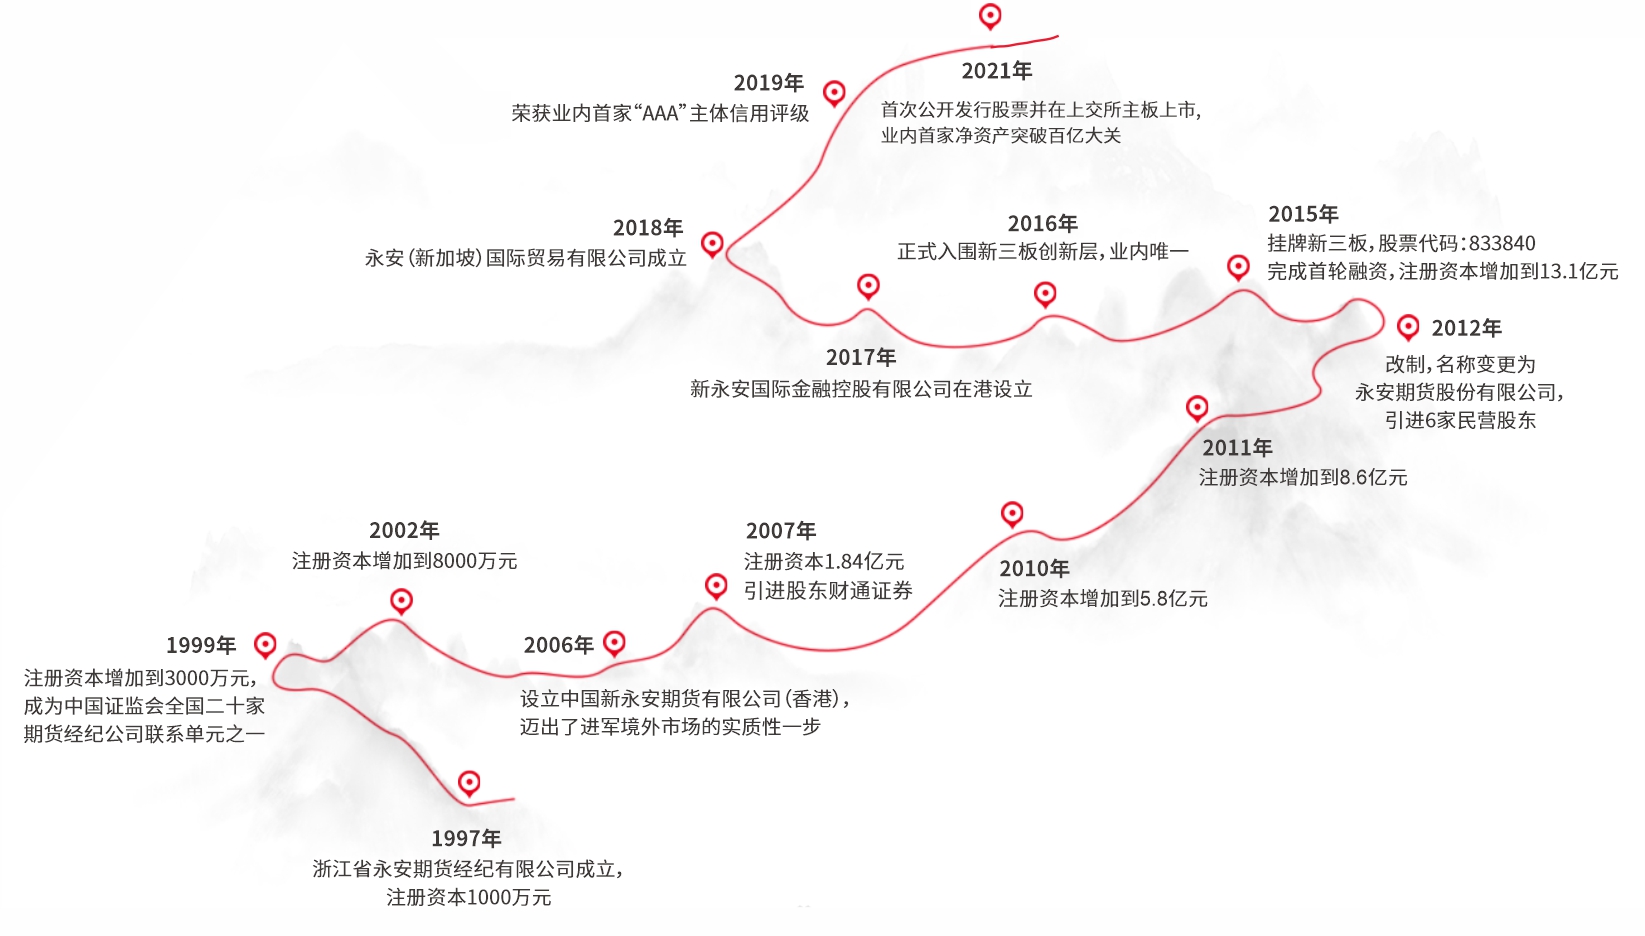 2021年
首次公开发行股票并在上交所主板上市,
业内首家净资产突破百亿大关
2019年
荣获业内首家“AAA”主体信用评级
2018年
永安(新加坡)国际贸易有限公司成立
2017年
新永安国际金融控股有限公司在港设立
2016年
正式入围新三板创新层,业内唯一
2015年
挂牌新三板,股票代码:833840
完成首轮融资,注册资本增加到13.1亿元
2012年
改制,名称变更为
永安期货股份有限公司,
引进6家民营股东
2011年
注册资本增加到8.6亿元
2010年
注册资本增加到5.8亿元
2007年
注册资本1.84亿元
引进股东财通证券
2006年
设立中国新永安期货有限公司(香港),
迈出了进军境外市场的实质性一步
2002年
注册资本增加到8000万元
1999年
注册资本增加到3000万元,
成为中国证监会全国二十家
期货经纪公司联系单元之一
1997年
浙江省永安期货经纪有限公司成立,
注册资本1000万元